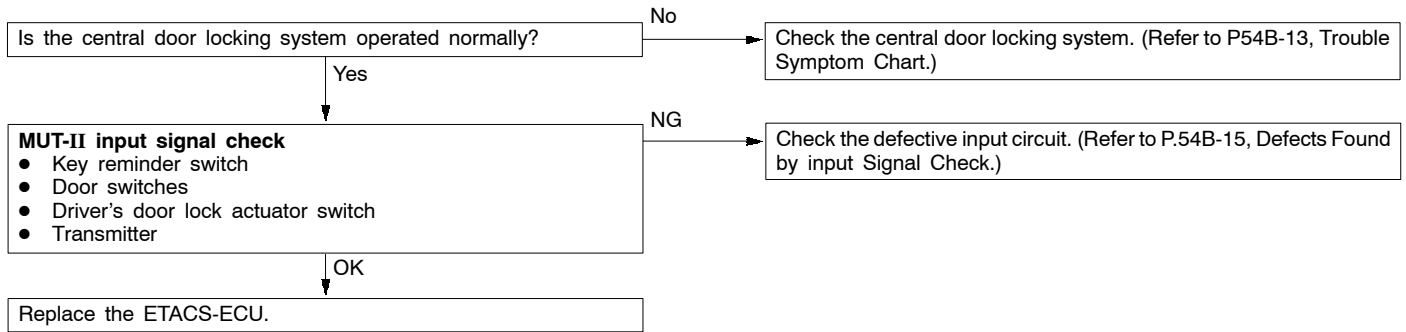 No
Is the central door locking system operated normally?
Check the central door locking system. (Refer to P54B-13, Trouble
Symptom Chart.)
Yes
NG
MUT-II input signal check
● Key reminder switch
● Door switches
● Driver's door lock actuator switch
● Transmitter
Check the defective input circuit. (Refer to P.54B-15, Defects Found
by input Signal Check.)
OK
Replace the ETACS-ECU.